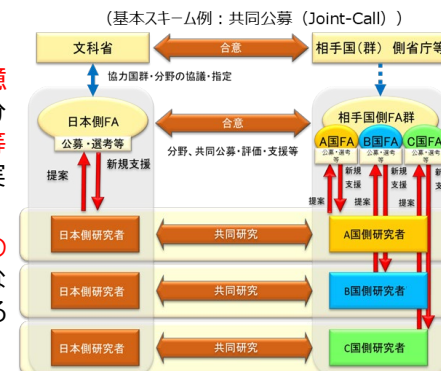 （基本スキーム例：共同公募（Joint-Call））
文科省
合意
相手国（群）側省庁等
協力国群・分野の協議・指定
億
分
等
実
の
な
る
日本側FA
公募・選考等
合意
分野、共同公募・評価・支援等
相手国側FA群
A国FA
公募・選考
等
B国FA
公募・選考
等
C国FA
公募・選考
等
提案
新規支援
提案
新規
支援
提案
新規
支援
提案
新規
支援
日本側研究者
共同研究
A国側研究者
日本側研究者
共同研究
B国側研究者
日本側研究者
共同研究
C国側研究者